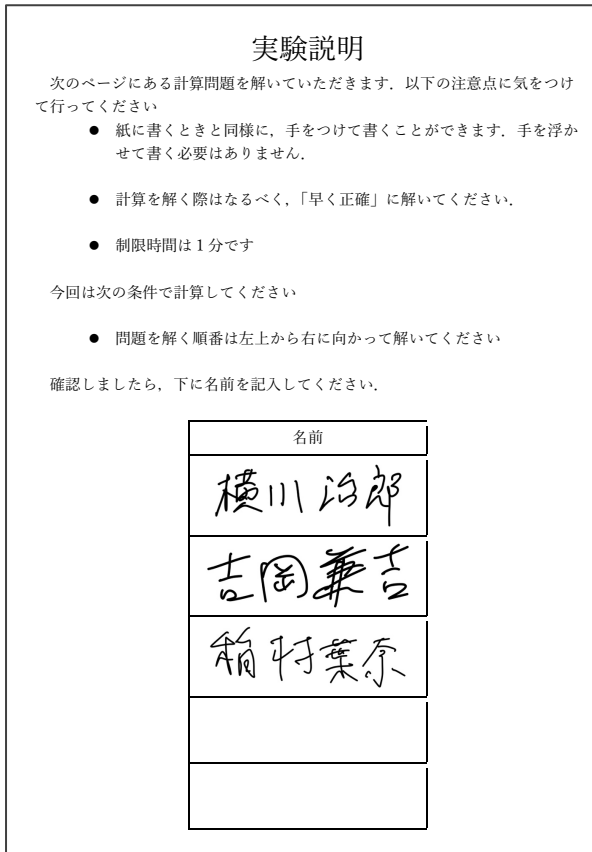 実験説明
次のページにある計算問題を解いていただきます．以下の注意点に気をつけ
て行ってください
● 紙に書くときと同様に，手をつけて書くことができます．手を浮か
せて書く必要はありません．
● 計算を解く際はなるべく，「早く正確」に解いてください．
● 制限時間は１分です
今回は次の条件で計算してください
● 問題を解く順番は左上から右に向かって解いてください
確認しましたら，下に名前を記入してください．
名前
横川治郎
吉岡兼吉
稲村葉奈